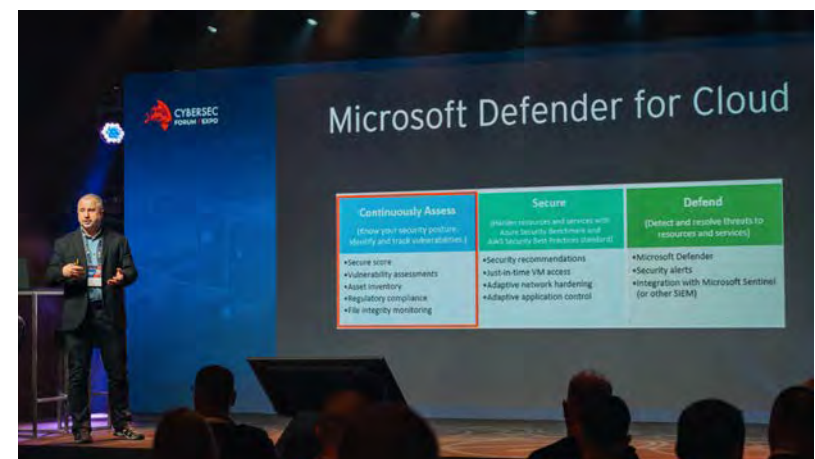 CYBERSEC
FORUM EXPO
Microsoft Defender for Cloud
Continuously Assess
(Know your security posture,
identify and track vulnerabilities.)
•Secure score
•Vulnerability assessments
•Asset inventory
•Regulatory compliance
•File integrity monitoring
Secure
(Harden resources and services with
Azure Security Benchmark and
AWS Security Best Practices standard)
•Security recommendations
•Just-in-time VM access
•Adaptive network hardening
•Adaptive application control
Defend
(Detect and resolve threats to
resources and services)
•Microsoft Defender
•Security alerts
•Integration with Microsoft Sentinel
(or other SIEM)